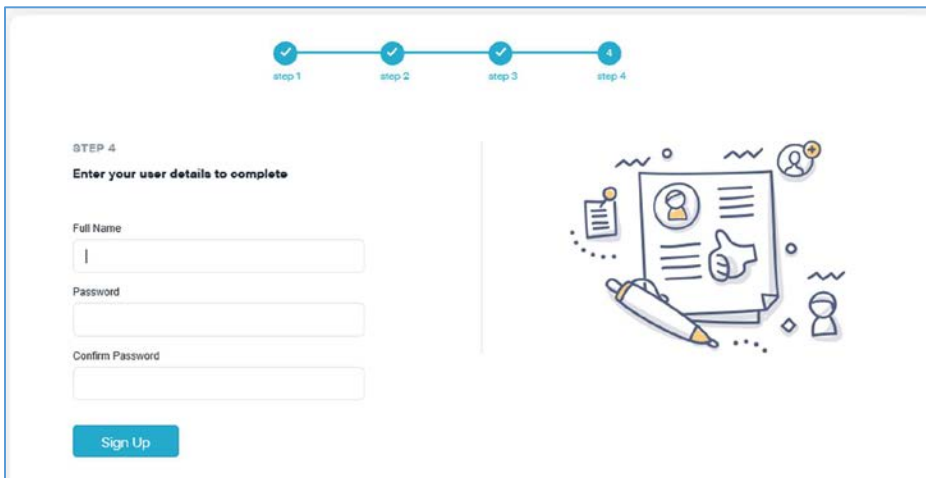 4
step 1 step 2 step 3 step 4
STEP 4
Enter your user details to complete
Full Name
Password
Confirm Password
Sign Up